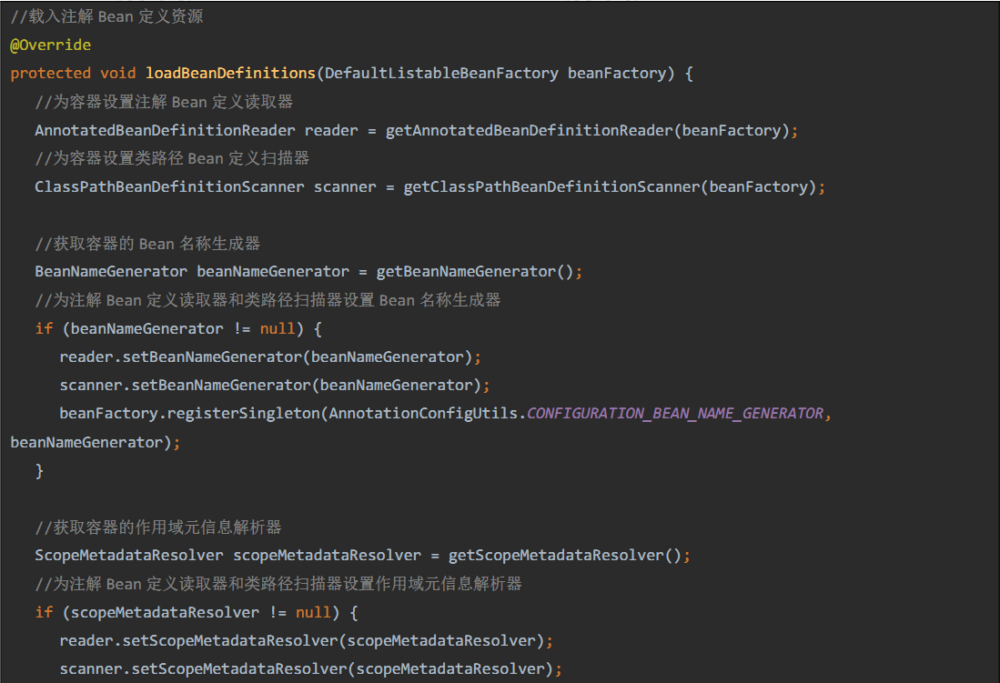 //载入注解 Bean 定义资源
@Override
protected void loadBeanDefinitions(DefaultListableBeanFactory beanFactory) {
//为容器设置注解 Bean 定义读取器
AnnotatedBeanDefinitionReader reader = getAnnotatedBeanDefinitionReader(beanFactory);
//为容器设置类路径 Bean 定义扫描器
ClassPathBeanDefinitionScanner scanner = getClassPathBeanDefinitionScanner(beanFactory);
//获取容器的 Bean 名称生成器
BeanNameGenerator beanNameGenerator = getBeanNameGenerator();
//为注解 Bean 定义读取器和类路径扫描器设置 Bean 名称生成器
if (beanNameGenerator != null) {
reader.setBeanNameGenerator(beanNameGenerator);
scanner.setBeanNameGenerator(beanNameGenerator);
beanFactory.registerSingleton(AnnotationConfigUtils.CONFIGURATION_BEAN_NAME_GENERATOR,
beanNameGenerator);
}
//获取容器的作用域元信息解析器
ScopeMetadataResolver scopeMetadataResolver = getScopeMetadataResolver();
//为注解 Bean 定义读取器和类路径扫描器设置作用域元信息解析器
if (scopeMetadataResolver != null) {
reader.setScopeMetadataResolver(scopeMetadataResolver);
scanner.setScopeMetadataResolver(scopeMetadataResolver);